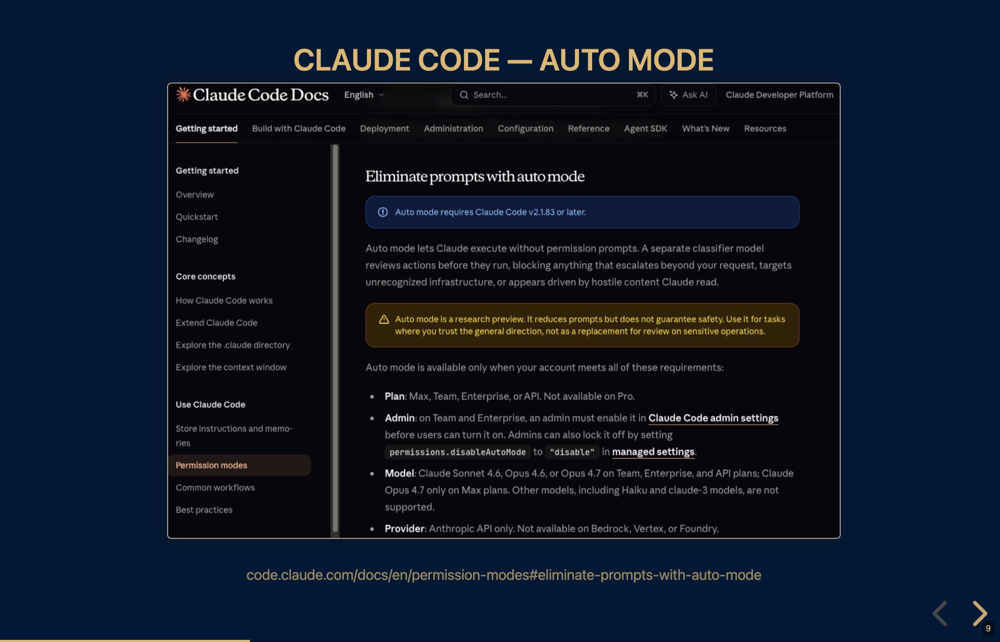 CLAUDE CODE — AUTO MODE
Claude Code Docs
English
Search...
⌘K
Ask AI
Claude Developer Platform
Getting started
Build with Claude Code
Deployment
Administration
Configuration
Reference
Agent SDK
What's New
Resources
Getting started
Overview
Quickstart
Changelog
Core concepts
How Claude Code works
Extend Claude Code
Explore the .claude directory
Explore the context window
Use Claude Code
Store instructions and memo-
ries
Permission modes
Common workflows
Best practices
Eliminate prompts with auto mode
Auto mode requires Claude Code v2.1.83 or later.
Auto mode lets Claude execute without permission prompts. A separate classifier model
reviews actions before they run, blocking anything that escalates beyond your request, targets
unrecognized infrastructure, or appears driven by hostile content Claude read.
Auto mode is a research preview. It reduces prompts but does not guarantee safety. Use it for tasks
where you trust the general direction, not as a replacement for review on sensitive operations.
Auto mode is available only when your account meets all of these requirements:
• Plan: Max, Team, Enterprise, or API. Not available on Pro.
• Admin: on Team and Enterprise, an admin must enable it in Claude Code admin settings
before users can turn it on. Admins can also lock it off by setting
permissions.disableAutoMode to "disable" in managed settings.
• Model: Claude Sonnet 4.6, Opus 4.6, or Opus 4.7 on Team, Enterprise, and API plans; Claude
Opus 4.7 only on Max plans. Other models, including Haiku and claude-3 models, are not
supported.
• Provider: Anthropic API only. Not available on Bedrock, Vertex, or Foundry.
code.claude.com/docs/en/permission-modes#eliminate-prompts-with-auto-mode
9